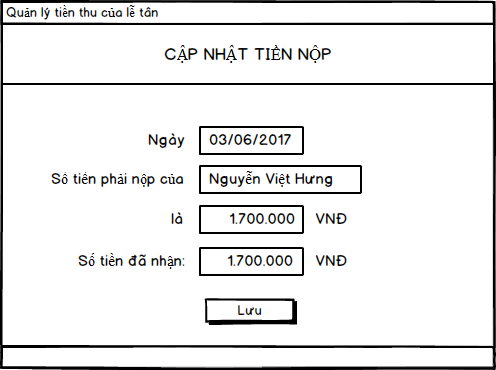 Quản lý tiền thu của lễ tân
CẬP NHẬT TIỀN NỘP
Ngày 03/06/2017
Số tiền phải nộp của Nguyễn Việt Hưng
là 1.700.000 VNĐ
Số tiền đã nhận: 1.700.000 VNĐ
Lưu